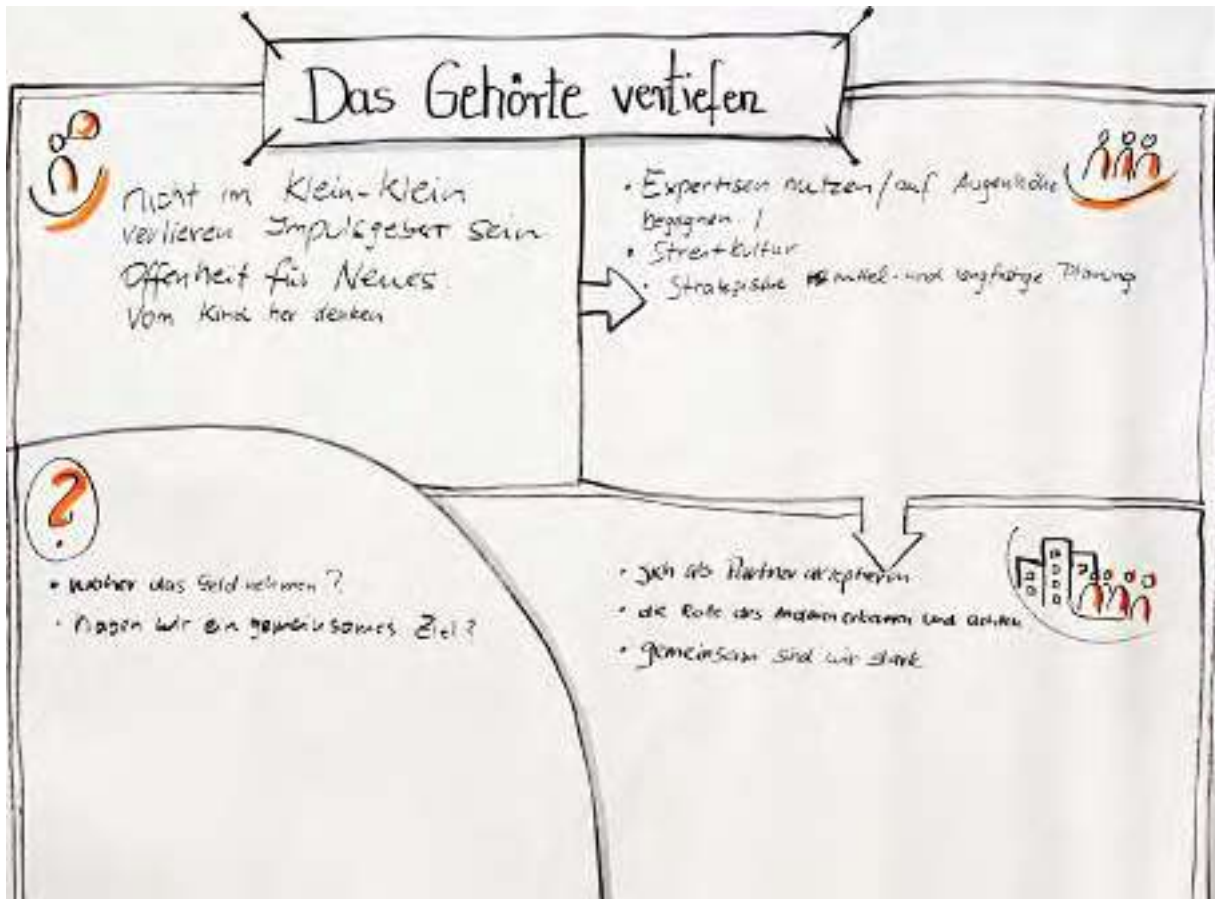 Das Gehörte vertiefen
nicht im Klein-Klein
verlieren Impulsgeber sein
Offenheit für Neues.
Vom Kind her denken
• Expertisen nutzen / auf Augenhöhe
begegnen /
• Streitkultur
• Strategische mittel- und langfristige Planung
?
• woher das Geld nehmen?
• Haben wir ein gemeinsames Ziel?
• sich als Partner akzeptieren
• die Rolle des Anderen erkennen und achten
• gemeinsam sind wir stark